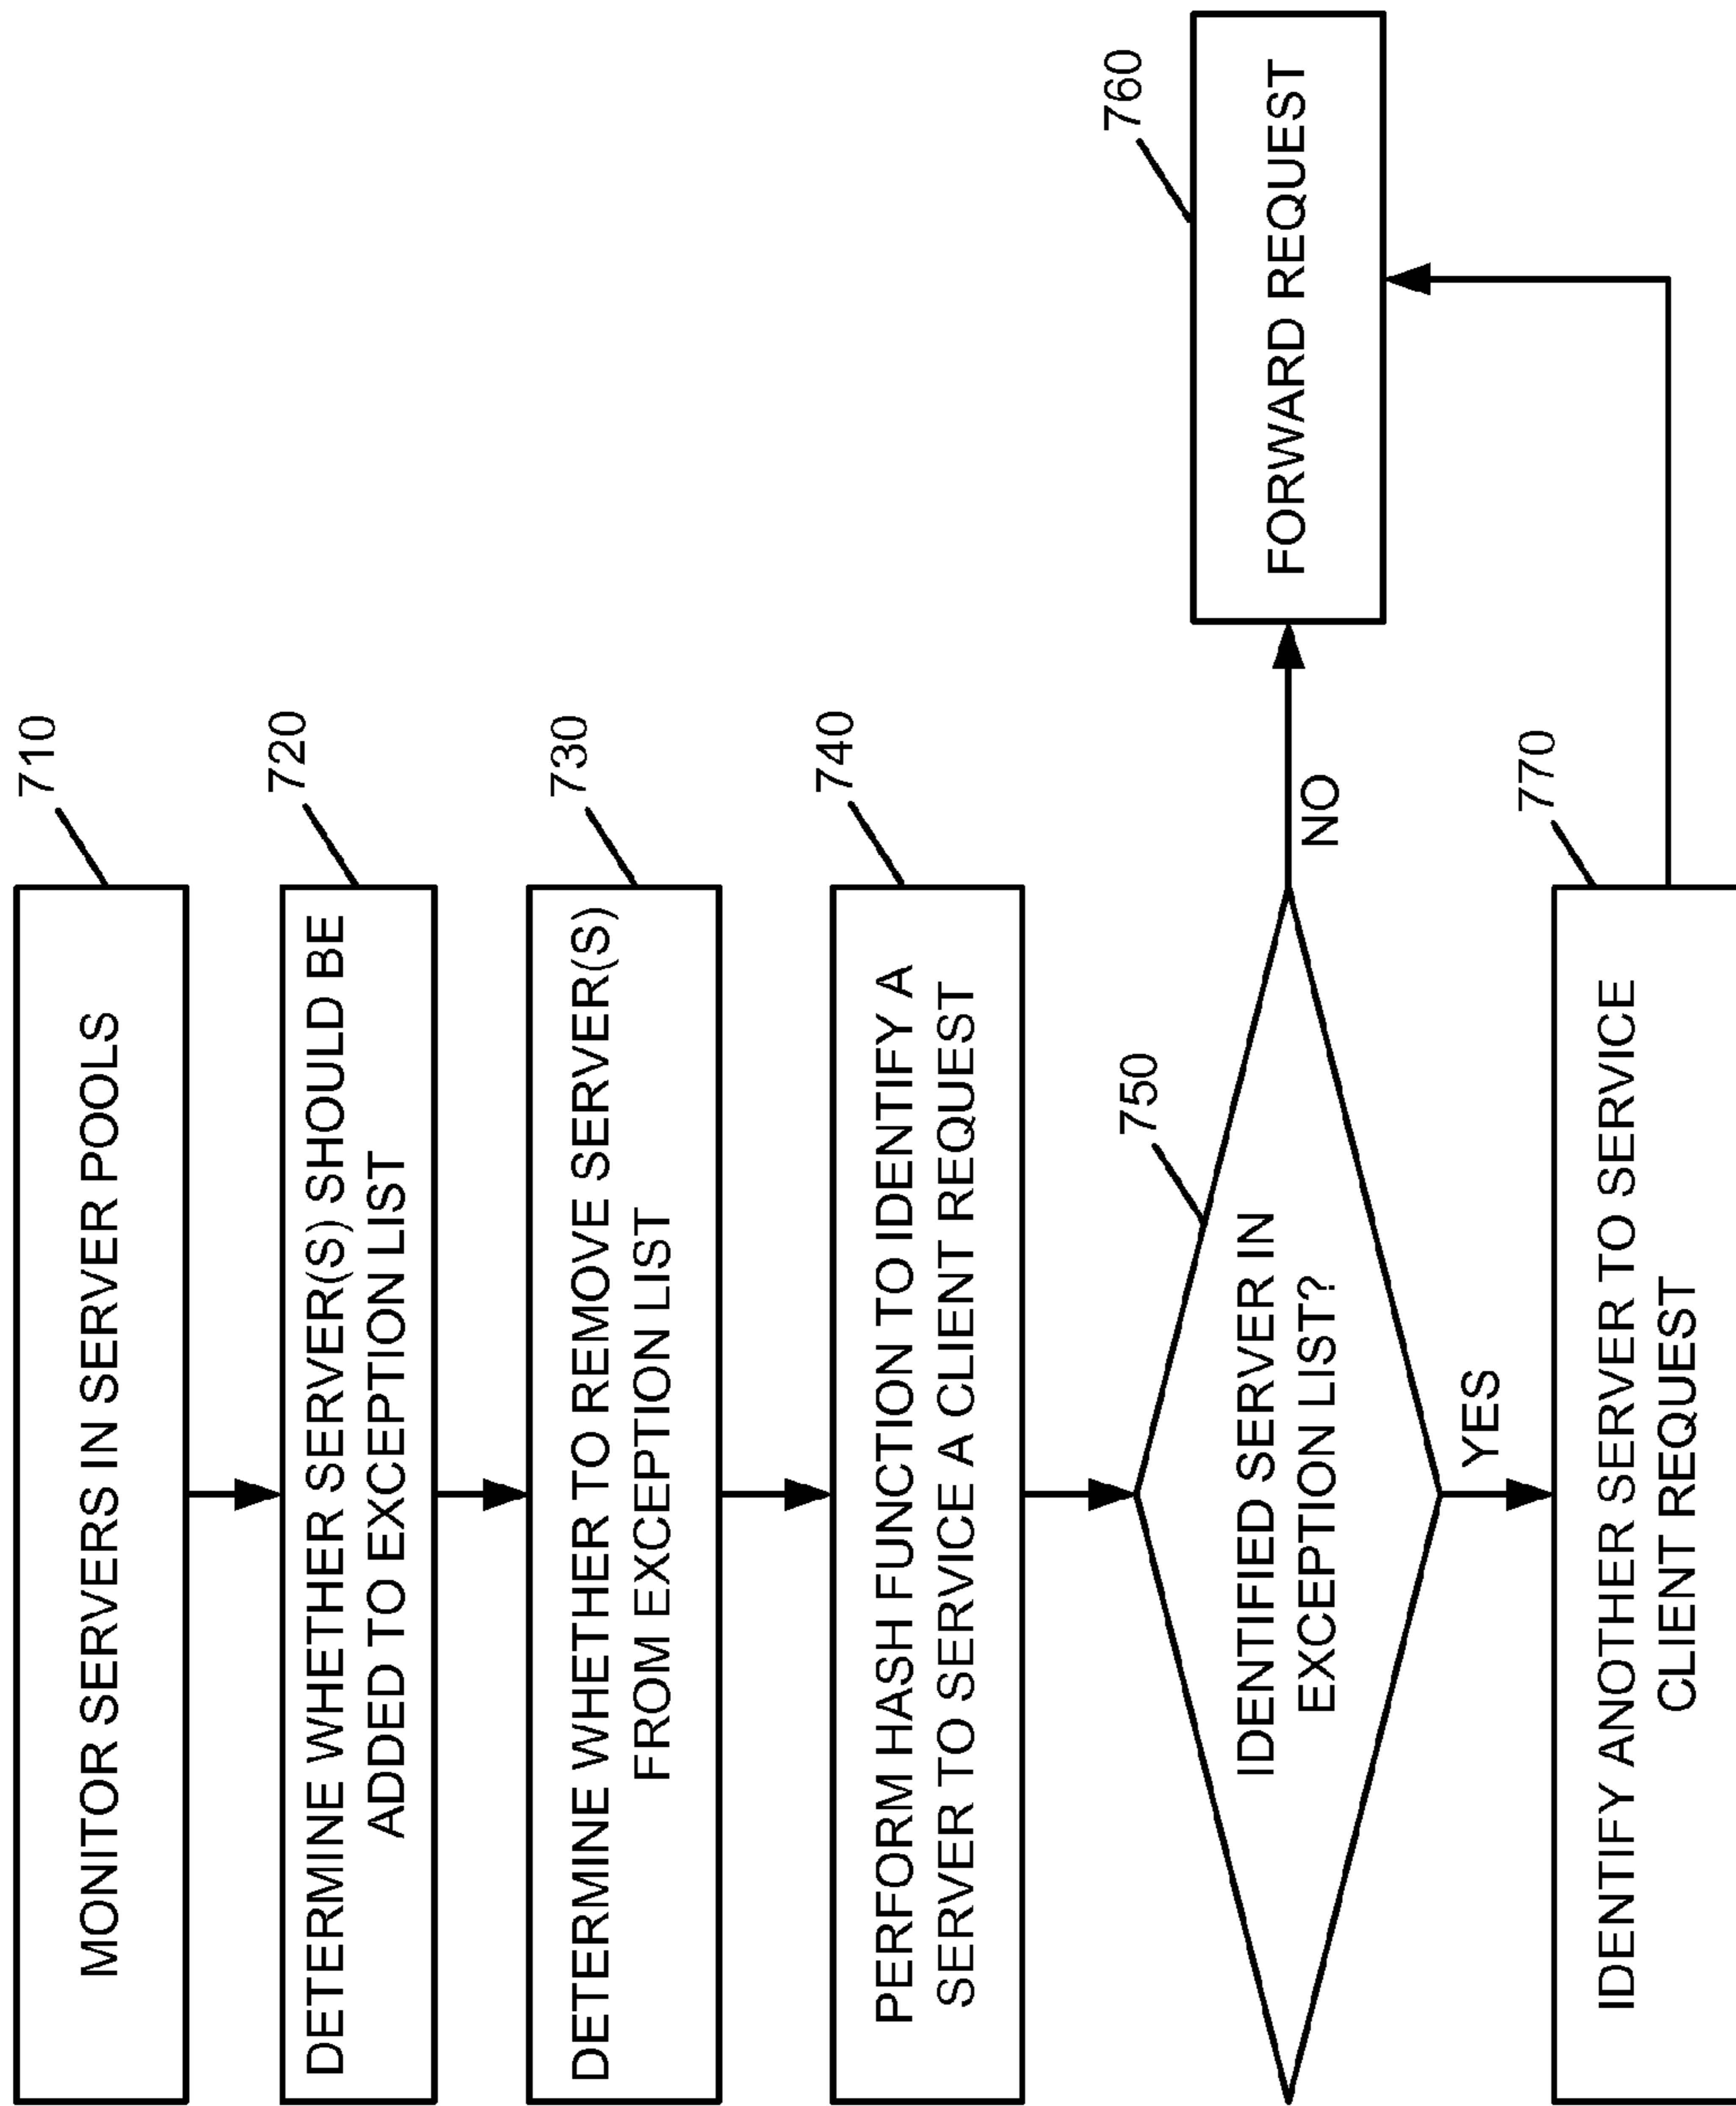 710
MONITOR SERVERS IN SERVER POOLS
720
DETERMINE WHETHER SERVER(S) SHOULD BE
ADDED TO EXCEPTION LIST
730
DETERMINE WHETHER TO REMOVE SERVER(S)
FROM EXCEPTION LIST
740
PERFORM HASH FUNCTION TO IDENTIFY A
SERVER TO SERVICE A CLIENT REQUEST
750
IDENTIFIED SERVER IN
EXCEPTION LIST?
NO
760
FORWARD REQUEST
YES
770
IDENTIFY ANOTHER SERVER TO SERVICE
CLIENT REQUEST